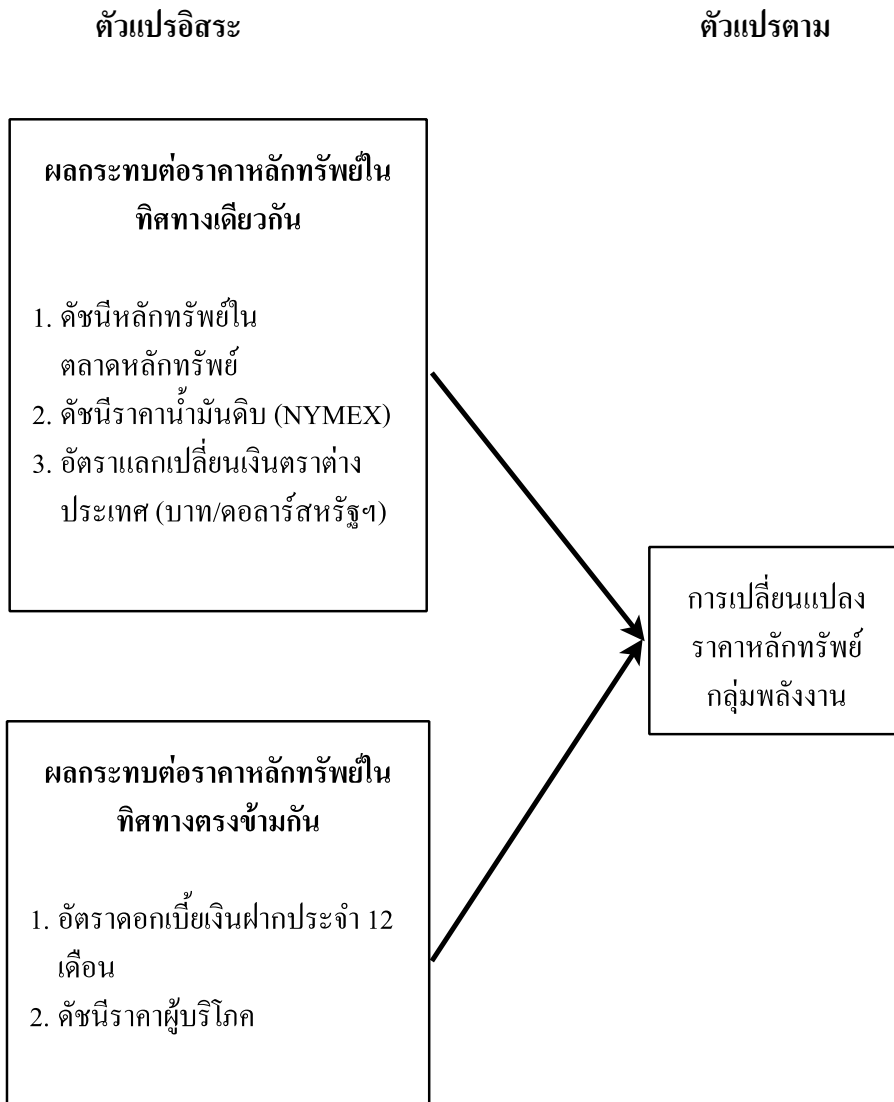 ตัวแปรอิสระ
ตัวแปรตาม
ผลกระทบต่อราคาหลักทรัพย์ใน
ทิศทางเดียวกัน
1. ดัชนีหลักทรัพย์ใน
ตลาดหลักทรัพย์
2. ดัชนีราคาน้ำมันดิบ (NYMEX)
3. อัตราแลกเปลี่ยนเงินตราต่าง
ประเทศ (บาท/ดอลาร์สหรัฐฯ)
การเปลี่ยนแปลง
ราคาหลักทรัพย์
กลุ่มพลังงาน
ผลกระทบต่อราคาหลักทรัพย์ใน
ทิศทางตรงข้ามกัน
1. อัตราดอกเบี้ยเงินฝากประจำ 12
เดือน
2. ดัชนีราคาผู้บริโภค